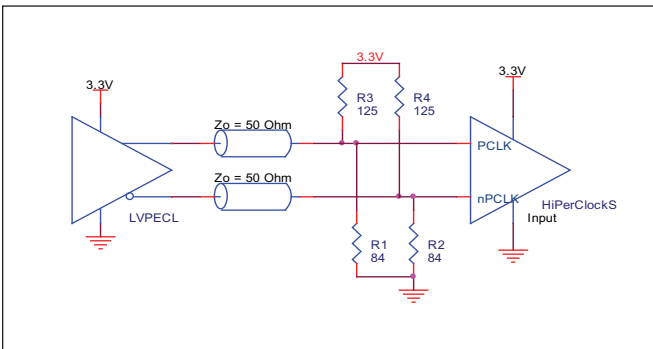 3.3V
3.3V
3.3V
R3
125
R4
125
Zo = 50 Ohm
PCLK
Zo = 50 Ohm
nPCLK
HiPerClockS
Input
LVPECL
R1
84
R2
84